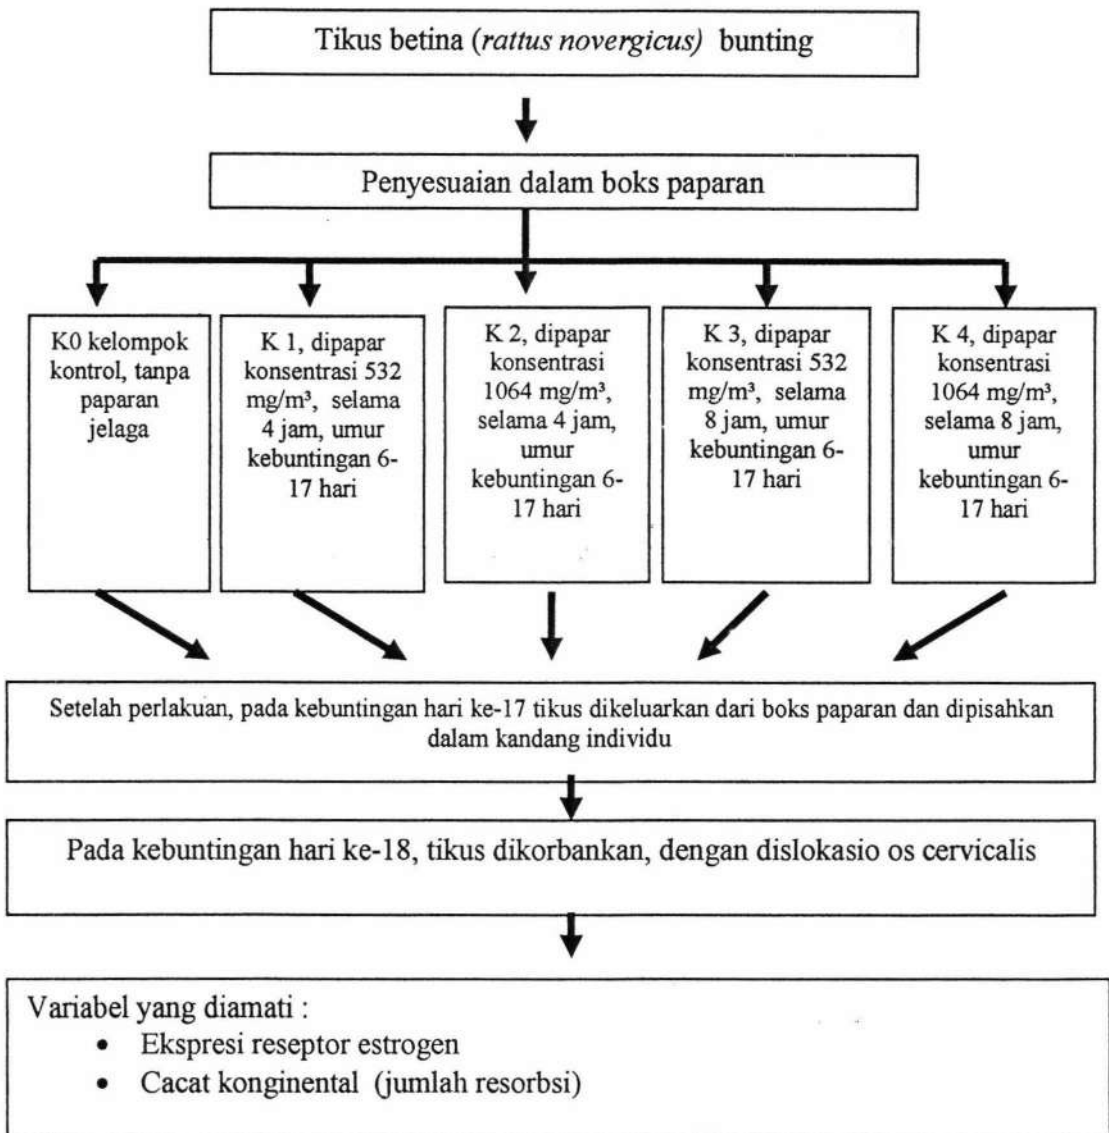 Tikus betina (rattus novergicus) bunting
Penyesuaian dalam boks paparan
K0 kelompok
kontrol, tanpa
paparan
jelaga
K 1, dipapar
konsentrasi 532
mg/m³, selama
4 jam, umur
kebuntingan 6-
17 hari
K 2, dipapar
konsentrasi
1064 mg/m³,
selama 4 jam,
umur
kebuntingan 6-
17 hari
K 3, dipapar
konsentrasi 532
mg/m³, selama
8 jam, umur
kebuntingan 6-
17 hari
K 4, dipapar
konsentrasi
1064 mg/m³,
selama 8 jam,
umur
kebuntingan 6-
17 hari
Setelah perlakuan, pada kebuntingan hari ke-17 tikus dikeluarkan dari boks paparan dan dipisahkan
dalam kandang individu
Pada kebuntingan hari ke-18, tikus dikorbankan, dengan dislokasio os cervicalis
Variabel yang diamati :
• Ekspresi reseptor estrogen
• Cacat konginental (jumlah resorbsi)